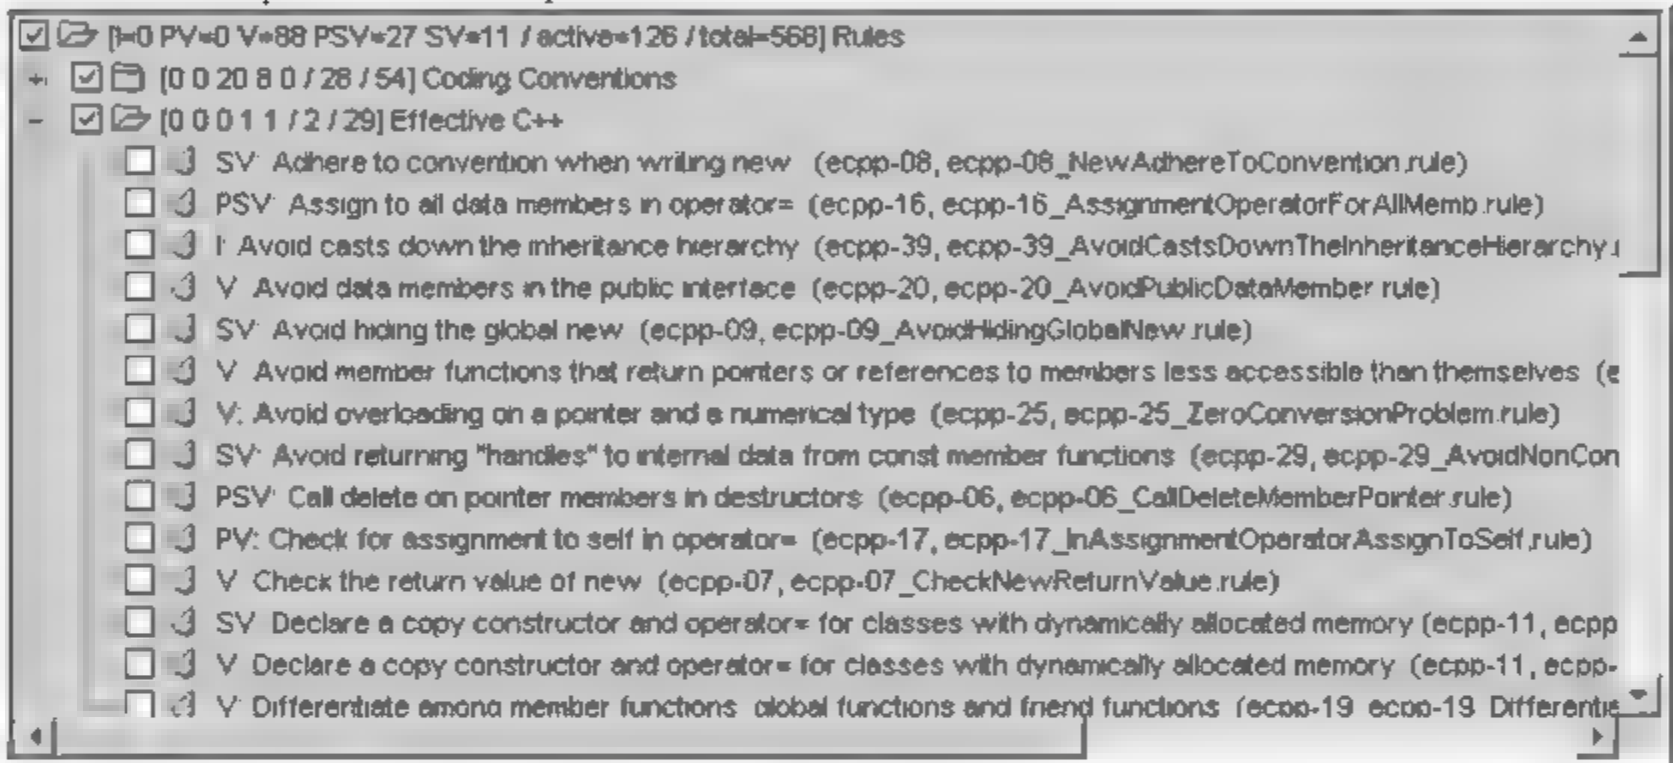 [I=0 PV=0 V=88 PSV=27 SV=11 / active=126 / total=568] Rules
[0 0 20 8 0 / 28 / 54] Coding Conventions
[0 0 0 1 1 / 2 / 29] Effective C++
SV: Adhere to convention when writing new (ecpp-08, ecpp-08_NewAdhereToConvention.rule)
PSV: Assign to all data members in operator= (ecpp-16, ecpp-16_AssignmentOperatorForAllMemb.rule)
I: Avoid casts down the inheritance hierarchy (ecpp-39, ecpp-39_AvoidCastsDownTheInheritanceHierarchy.r
V: Avoid data members in the public interface (ecpp-20, ecpp-20_AvoidPublicDataMember.rule)
SV: Avoid hiding the global new (ecpp-09, ecpp-09_AvoidHidingGlobalNew.rule)
V: Avoid member functions that return pointers or references to members less accessible than themselves (e
V: Avoid overloading on a pointer and a numerical type (ecpp-25, ecpp-25_ZeroConversionProblem.rule)
SV: Avoid returning "handles" to internal data from const member functions (ecpp-29, ecpp-29_AvoidNonCon
PSV: Call delete on pointer members in destructors (ecpp-06, ecpp-06_CallDeleteMemberPointer.rule)
PV: Check for assignment to self in operator= (ecpp-17, ecpp-17_InAssignmentOperatorAssignToSelf.rule)
V: Check the return value of new (ecpp-07, ecpp-07_CheckNewReturnValue.rule)
SV: Declare a copy constructor and operator= for classes with dynamically allocated memory (ecpp-11, ecpp
V: Declare a copy constructor and operator= for classes with dynamically allocated memory (ecpp-11, ecpp-
V: Differentiate among member functions, global functions and friend functions (ecpp-19, ecpp-19_Differentia